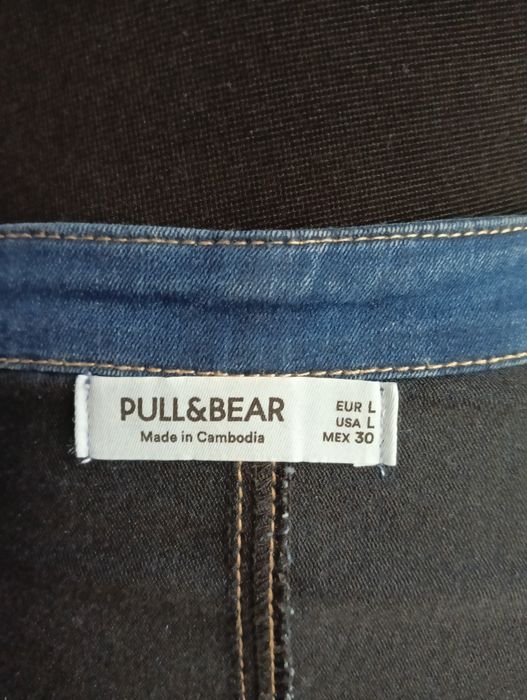 PULL&BEAR
Made in Cambodia
EUR L
USA L
MEX 30